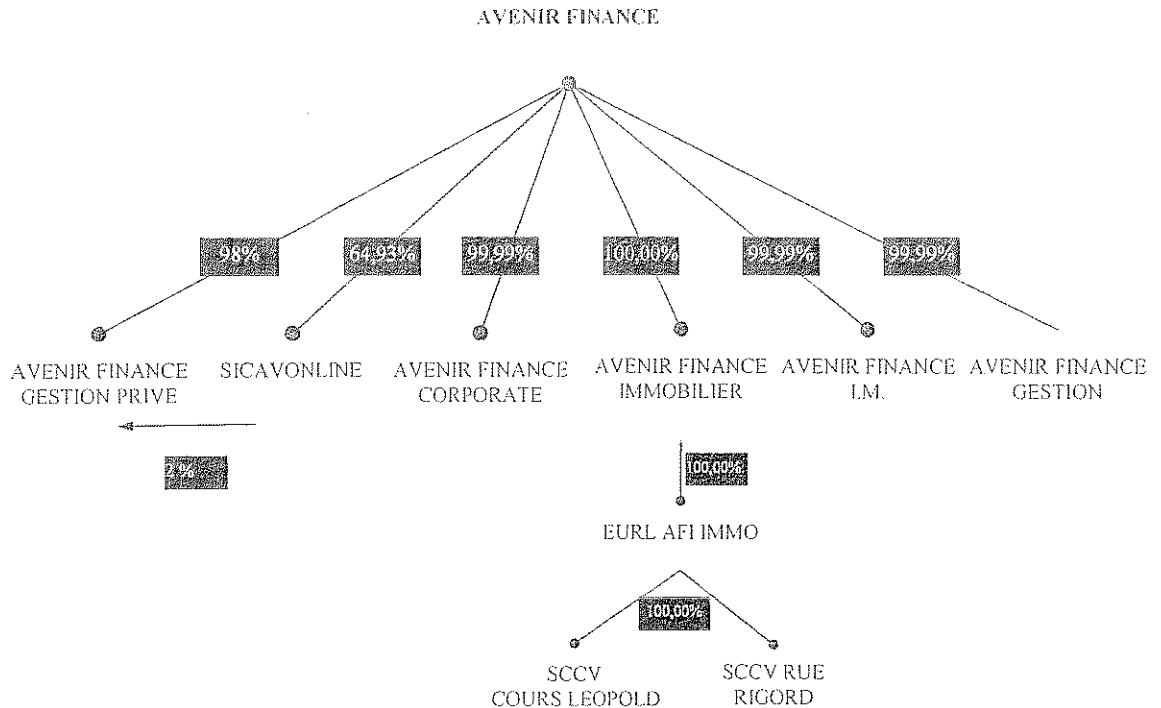 AVENIR FINANCE
98%
64,93%
99,99%
100,00%
99,99%
99,99%
AVENIR FINANCE
GESTION PRIVE
SICAVONLINE
AVENIR FINANCE
CORPORATE
AVENIR FINANCE
IMMOBILIER
AVENIR FINANCE
I.M.
AVENIR FINANCE
GESTION
2 %
100,00%
EURL AFI IMMO
100,00%
SCCV
COURS LEOPOLD
SCCV RUE
RIGORD